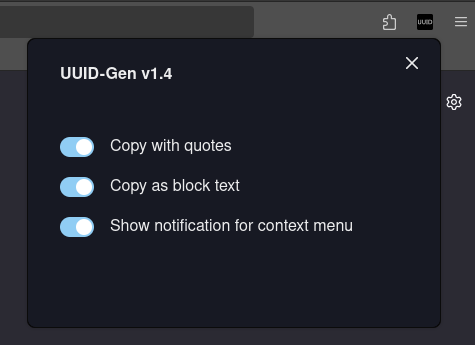 UUID
UUID-Gen v1.4
Copy with quotes
Copy as block text
Show notification for context menu